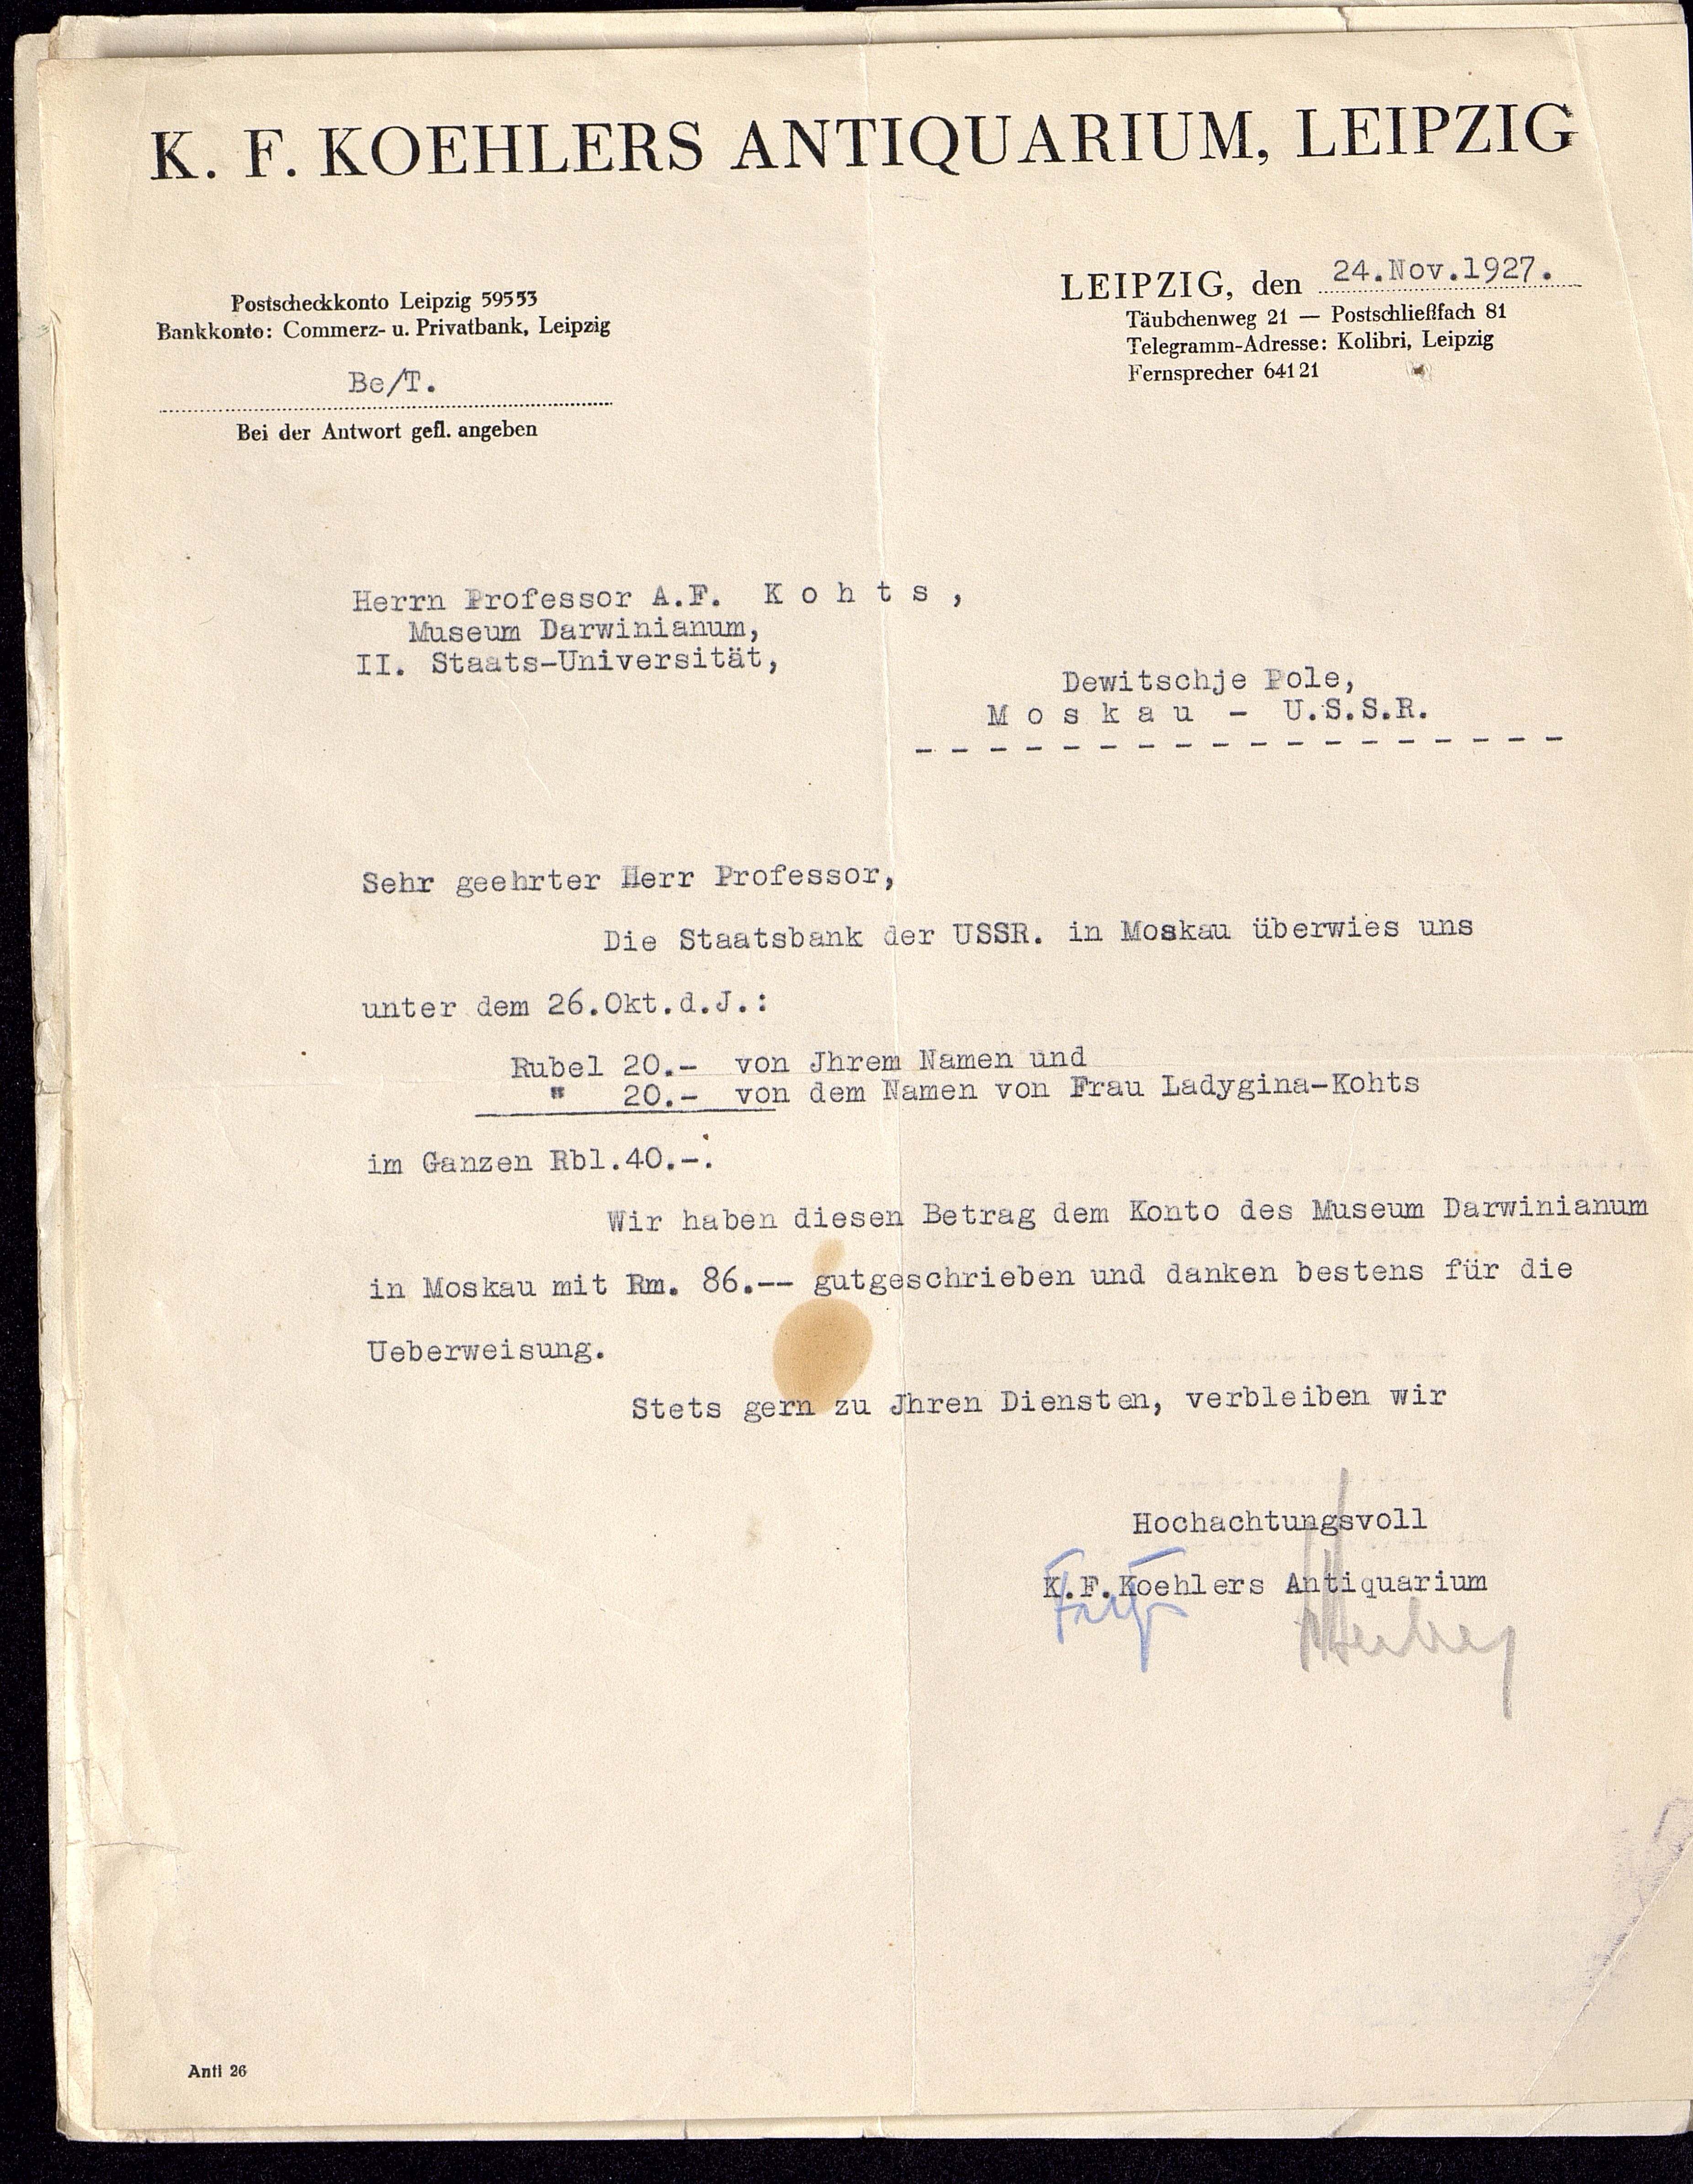 K. F. KOEHLERS ANTIQUARIUM, LEIPZIG
Postscheckkonto Leipzig 59553
Bankkonto: Commerz- u. Privatbank, Leipzig
Be/T.
Bei der Antwort gefl. angeben
LEIPZIG, den 24.Nov.1927.
Täubchenweg 21 — Postschließfach 81
Telegramm-Adresse: Kolibri, Leipzig
Fernsprecher 64121
Herrn Professor A.F. K o h t s ,
Museum Darwinianum,
II. Staats-Universität,
Dewitschje Pole,
M o s k a u - U.S.S.R.
Sehr geehrter Herr Professor,
Die Staatsbank der USSR. in Moskau überwies uns
unter dem 26.Okt.d.J.:
Rubel 20.- von Jhrem Namen und
" 20.- von dem Namen von Frau Ladygina-Kohts
im Ganzen Rbl.40.-.
Wir haben diesen Betrag dem Konto des Museum Darwinianum
in Moskau mit Rm. 86.-- gutgeschrieben und danken bestens für die
Ueberweisung.
Stets gern zu Jhren Diensten, verbleiben wir
Hochachtungsvoll
K.F.Koehlers Antiquarium
Anti 26